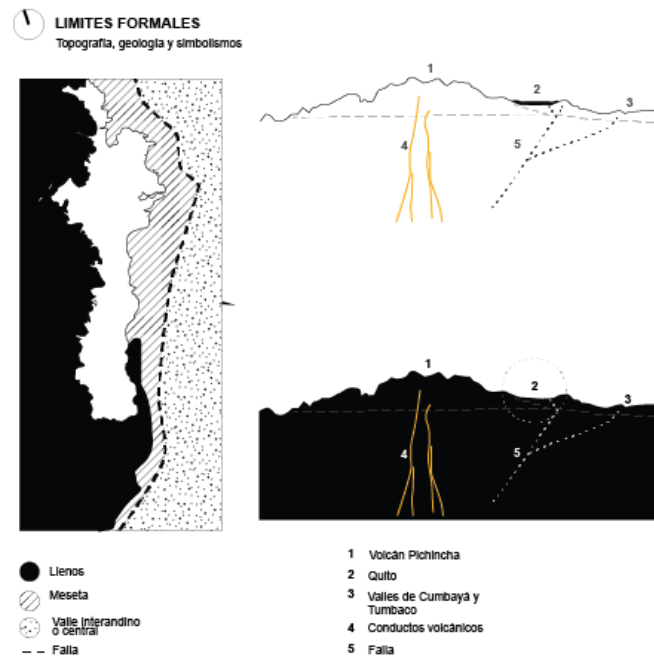 LIMITES FORMALES
Topografía, geología y simbolismos
1
2
3
4
5
1
2
3
4
5
Llenos
Meseta
Valle Interandino
o central
Falla
1 Volcán Pichincha
2 Quito
3 Valles de Cumbayá y
Tumbaco
4 Conductos volcánicos
5 Falla